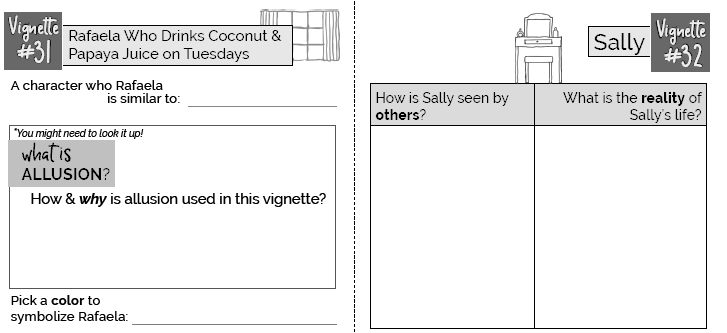 Vignette
#31
Rafaela Who Drinks Coconut &
Papaya Juice on Tuesdays
A character who Rafaela
is similar to:
*You might need to look it up!
what is
ALLUSION?
How & why is allusion used in this vignette?
Pick a color to
symbolize Rafaela:
Sally
Vignette
#32
How is Sally seen by
others?
What is the reality of
Sally's life?